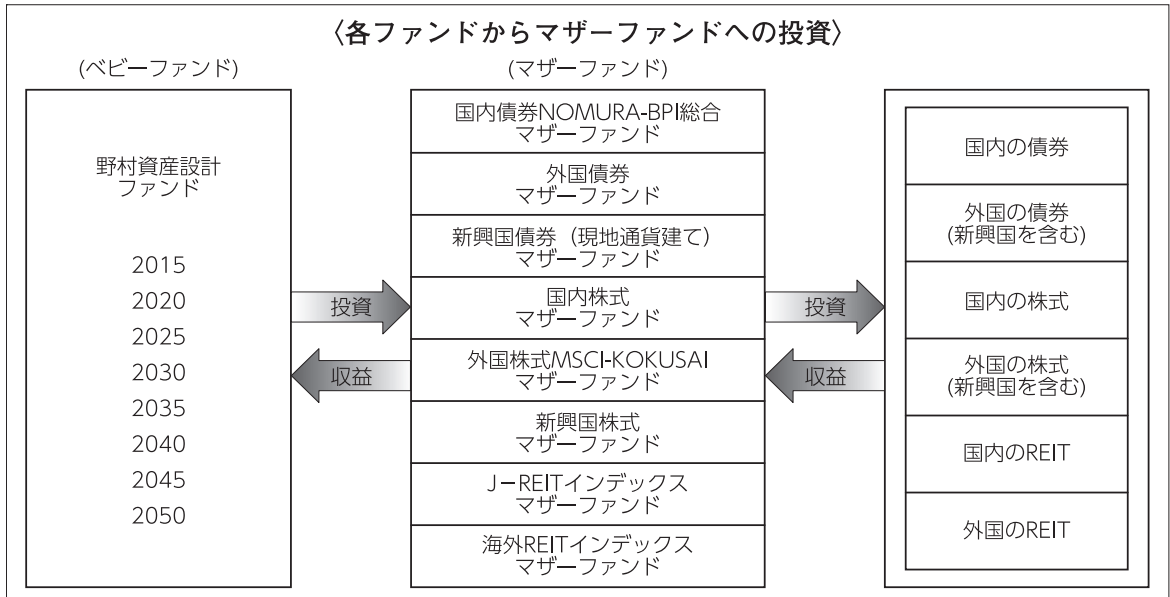 〈各ファンドからマザーファンドへの投資〉
(ベビーファンド)
野村資産設計
ファンド
2015
2020
2025
2030
2035
2040
2045
2050
投資
収益
(マザーファンド)
国内債券NOMURA-BPI総合
マザーファンド
外国債券
マザーファンド
新興国債券（現地通貨建て）
マザーファンド
国内株式
マザーファンド
外国株式MSCI-KOKUSAI
マザーファンド
新興国株式
マザーファンド
J－REITインデックス
マザーファンド
海外REITインデックス
マザーファンド
投資
収益
国内の債券
外国の債券
(新興国を含む)
国内の株式
外国の株式
(新興国を含む)
国内のREIT
外国のREIT